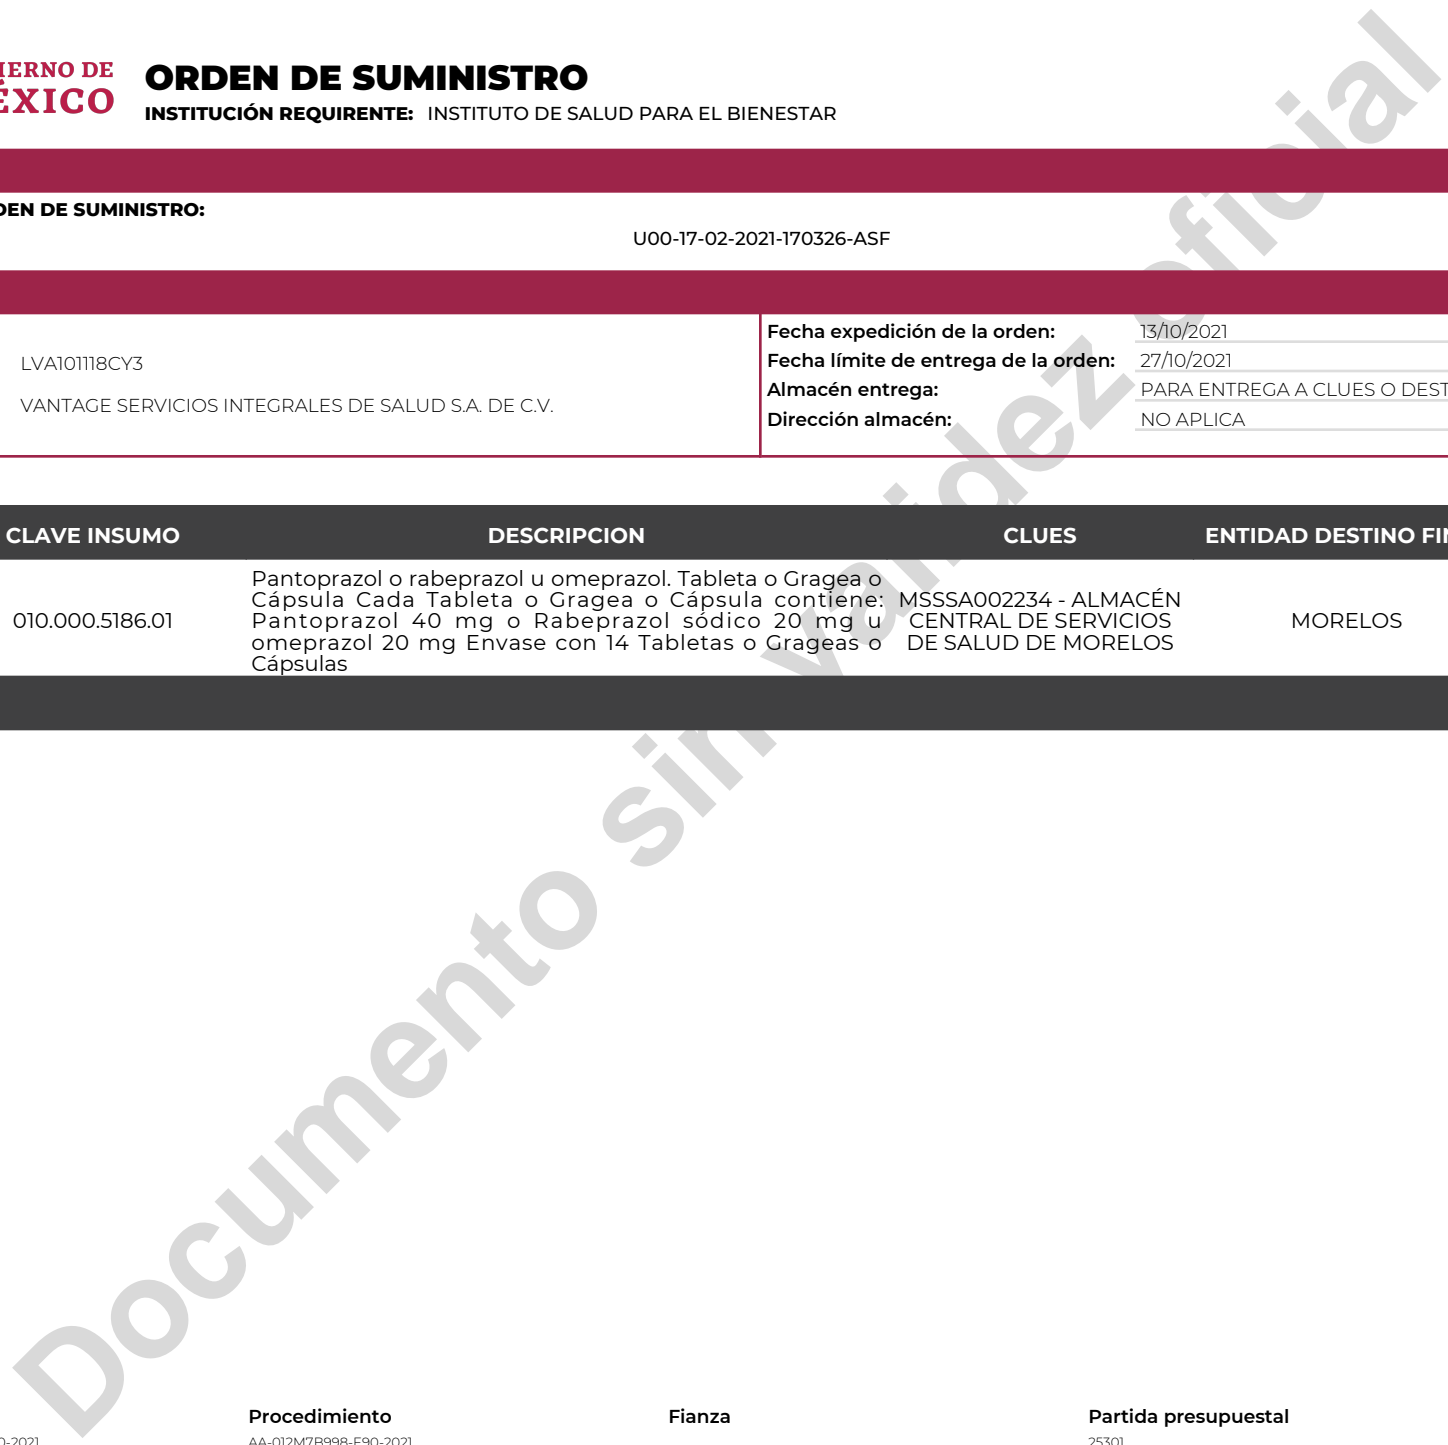 IERNO DE
ÉXICO
ORDEN DE SUMINISTRO
INSTITUCIÓN REQUIRENTE: INSTITUTO DE SALUD PARA EL BIENESTAR
DEN DE SUMINISTRO:
U00-17-02-2021-170326-ASF
LVA101118CY3
VANTAGE SERVICIOS INTEGRALES DE SALUD S.A. DE C.V.
Fecha expedición de la orden: 13/10/2021
Fecha límite de entrega de la orden: 27/10/2021
Almacén entrega: PARA ENTREGA A CLUES O DEST
Dirección almacén: NO APLICA
CLAVE INSUMO DESCRIPCION CLUES ENTIDAD DESTINO FIN
010.000.5186.01
Pantoprazol o rabeprazol u omeprazol. Tableta o Gragea o
Cápsula Cada Tableta o Gragea o Cápsula contiene:
Pantoprazol 40 mg o Rabeprazol sódico 20 mg u
omeprazol 20 mg Envase con 14 Tabletas o Grageas o
Cápsulas
MSSSA002234 - ALMACÉN
CENTRAL DE SERVICIOS
DE SALUD DE MORELOS
MORELOS
Documento sin validez oficial
Procedimiento Fianza Partida presupuestal
0-2021 AA-012M7B998-E90-2021 25301